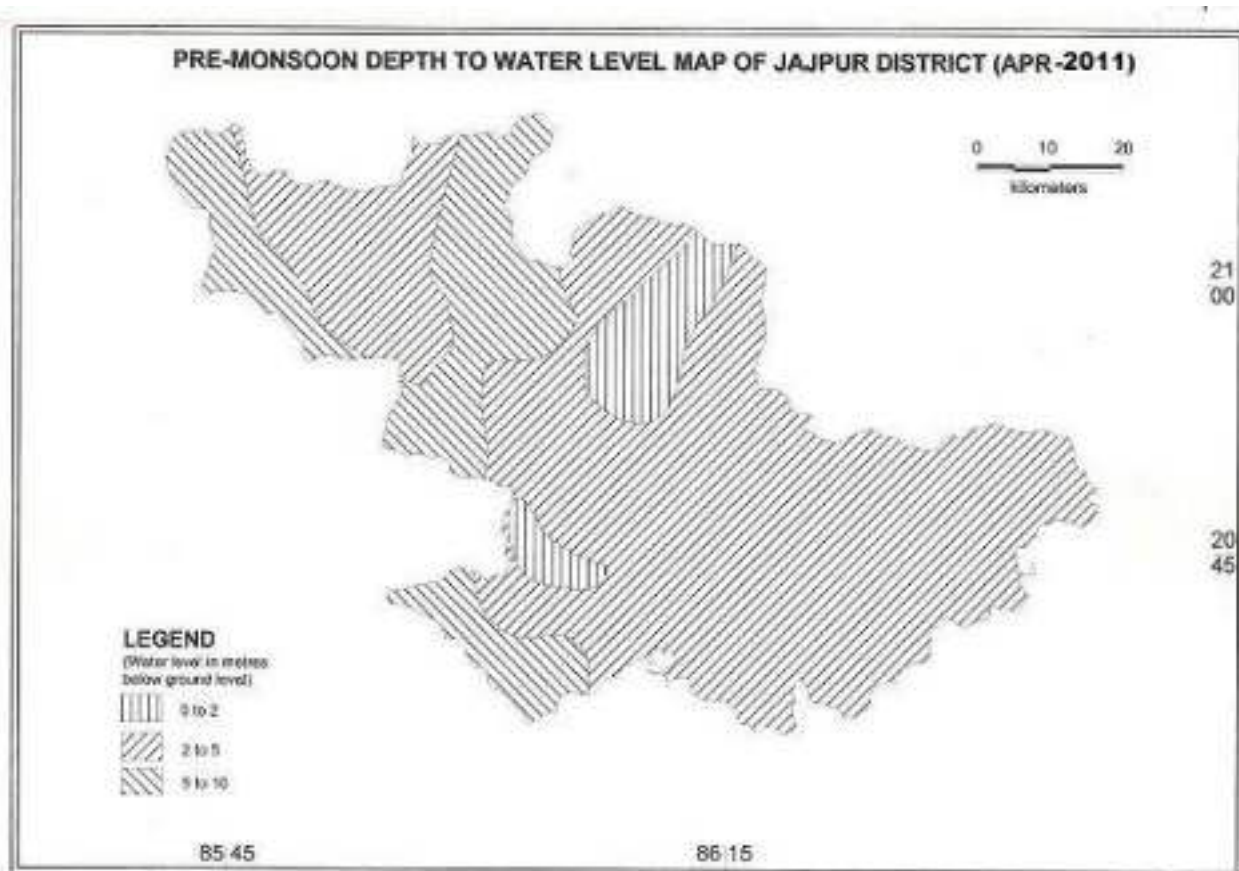 PRE-MONSOON DEPTH TO WATER LEVEL MAP OF JAJPUR DISTRICT (APR-2011)
0 10 20
kilometers
21
00
20
45
LEGEND
(Water level in metres
below ground level)
0 to 2
2 to 5
5 to 10
85 45
86 15